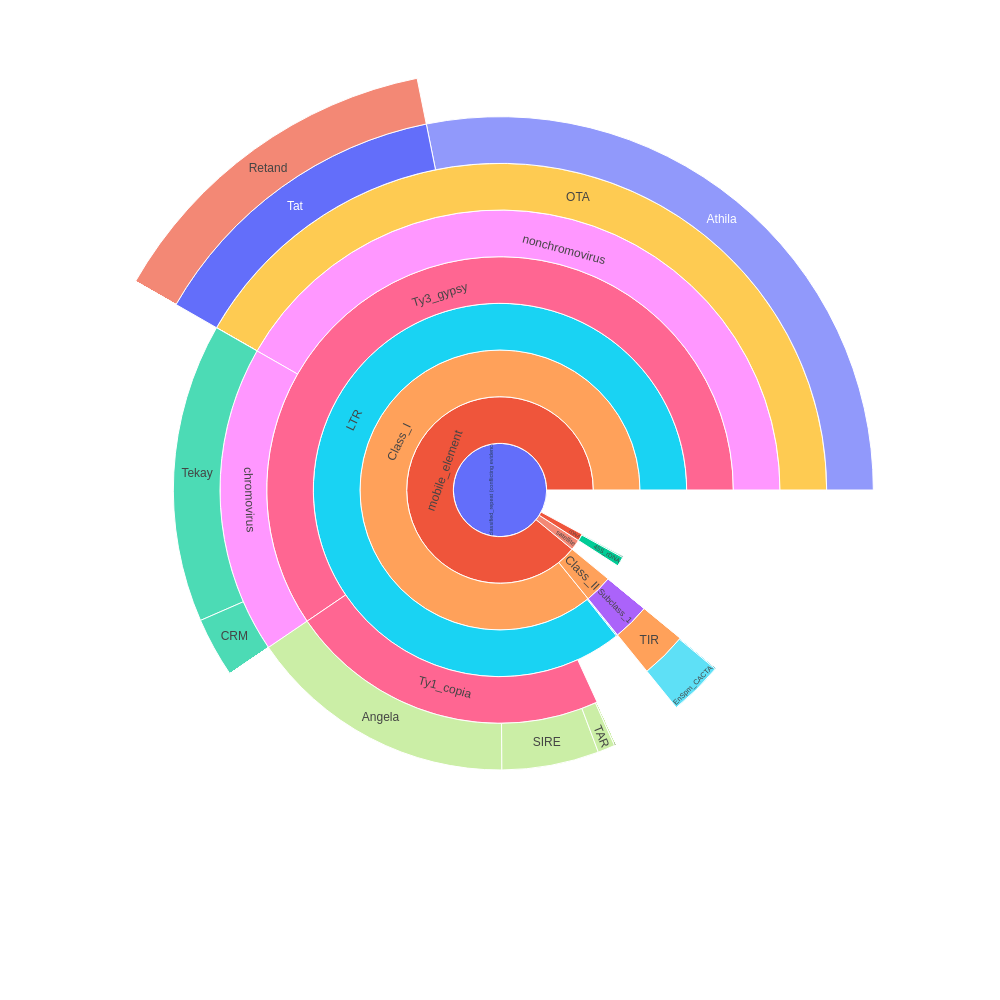 Retand
Tat
OTA
Athila
nonchromovirus
Ty3_gypsy
LTR
Class_I
mobile_element
Tekay
chromovirus
CRM
Ty1_copia
Angela
SIRE
TAR
Class_II
Subclass_1
TIR
EnSpm_CACTA
satellite